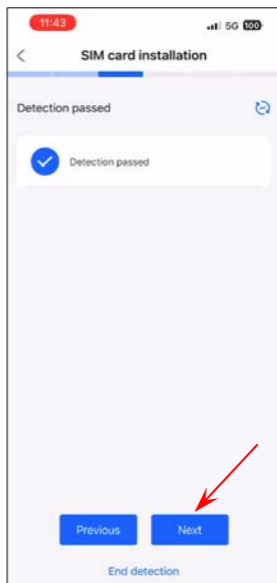 11:43
5G 100
SIM card installation
Detection passed
Detection passed
Previous
Next
End detection